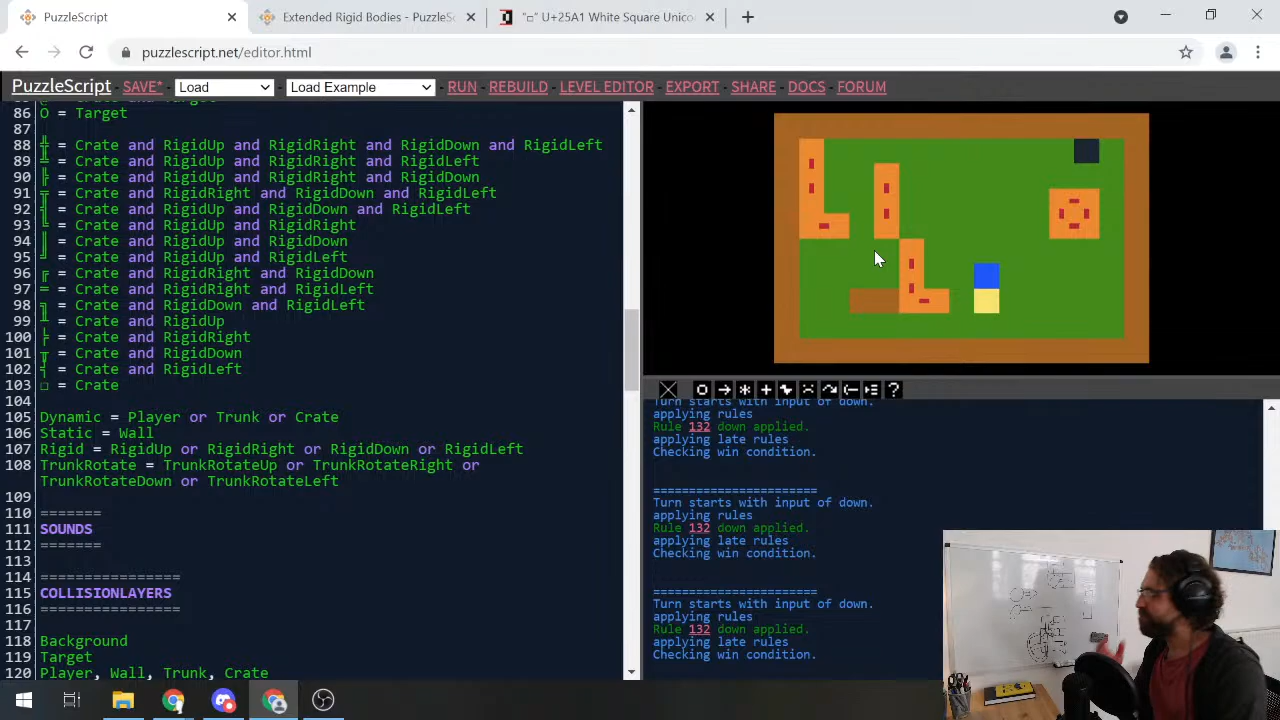 PuzzleScript
Extended Rigid Bodies - PuzzleSc
"□" U+25A1 White Square Unico
puzzlescript.net/editor.html
PuzzleScript SAVE* Load Load Example RUN - REBUILD - LEVEL EDITOR - EXPORT - SHARE - DOCS - FORUM
86 O = Target
87
88 ╬ = Crate and RigidUp and RigidRight and RigidDown and RigidLeft
89 ╩ = Crate and RigidUp and RigidRight and RigidLeft
90 ╠ = Crate and RigidUp and RigidRight and RigidDown
91 ╦ = Crate and RigidRight and RigidDown and RigidLeft
92 ╣ = Crate and RigidUp and RigidDown and RigidLeft
93 ╚ = Crate and RigidUp and RigidRight
94 ║ = Crate and RigidUp and RigidDown
95 ╝ = Crate and RigidUp and RigidLeft
96 ╔ = Crate and RigidRight and RigidDown
97 ═ = Crate and RigidRight and RigidLeft
98 ╗ = Crate and RigidDown and RigidLeft
99 ╨ = Crate and RigidUp
100 ╞ = Crate and RigidRight
101 ╥ = Crate and RigidDown
102 ╡ = Crate and RigidLeft
103 □ = Crate
104
105 Dynamic = Player or Trunk or Crate
106 Static = Wall
107 Rigid = RigidUp or RigidRight or RigidDown or RigidLeft
108 TrunkRotate = TrunkRotateUp or TrunkRotateRight or
TrunkRotateDown or TrunkRotateLeft
109
110 =======
111 SOUNDS
112 =======
113
114 ================
115 COLLISIONLAYERS
116 ================
117
118 Background
119 Target
120 Player, Wall, Trunk, Crate
Turn starts with input of down.
applying rules
Rule 132 down applied.
applying late rules
Checking win condition.
=======================
Turn starts with input of down.
applying rules
Rule 132 down applied.
applying late rules
Checking win condition.
=======================
Turn starts with input of down.
applying rules
Rule 132 down applied.
applying late rules
Checking win condition.